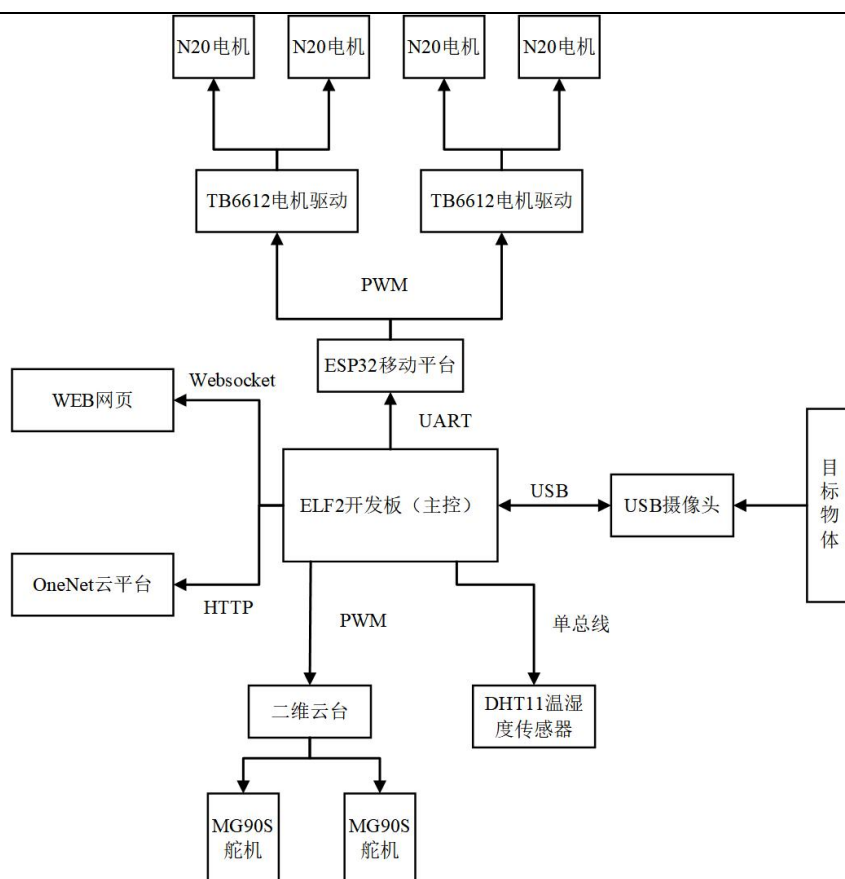 N20电机
N20电机
N20电机
N20电机
TB6612电机驱动
TB6612电机驱动
PWM
ESP32移动平台
Websocket
WEB网页
UART
目
标
物
体
ELF2开发板（主控）
USB
USB摄像头
OneNet云平台
HTTP
PWM
单总线
二维云台
DHT11温湿
度传感器
MG90S
舵机
MG90S
舵机